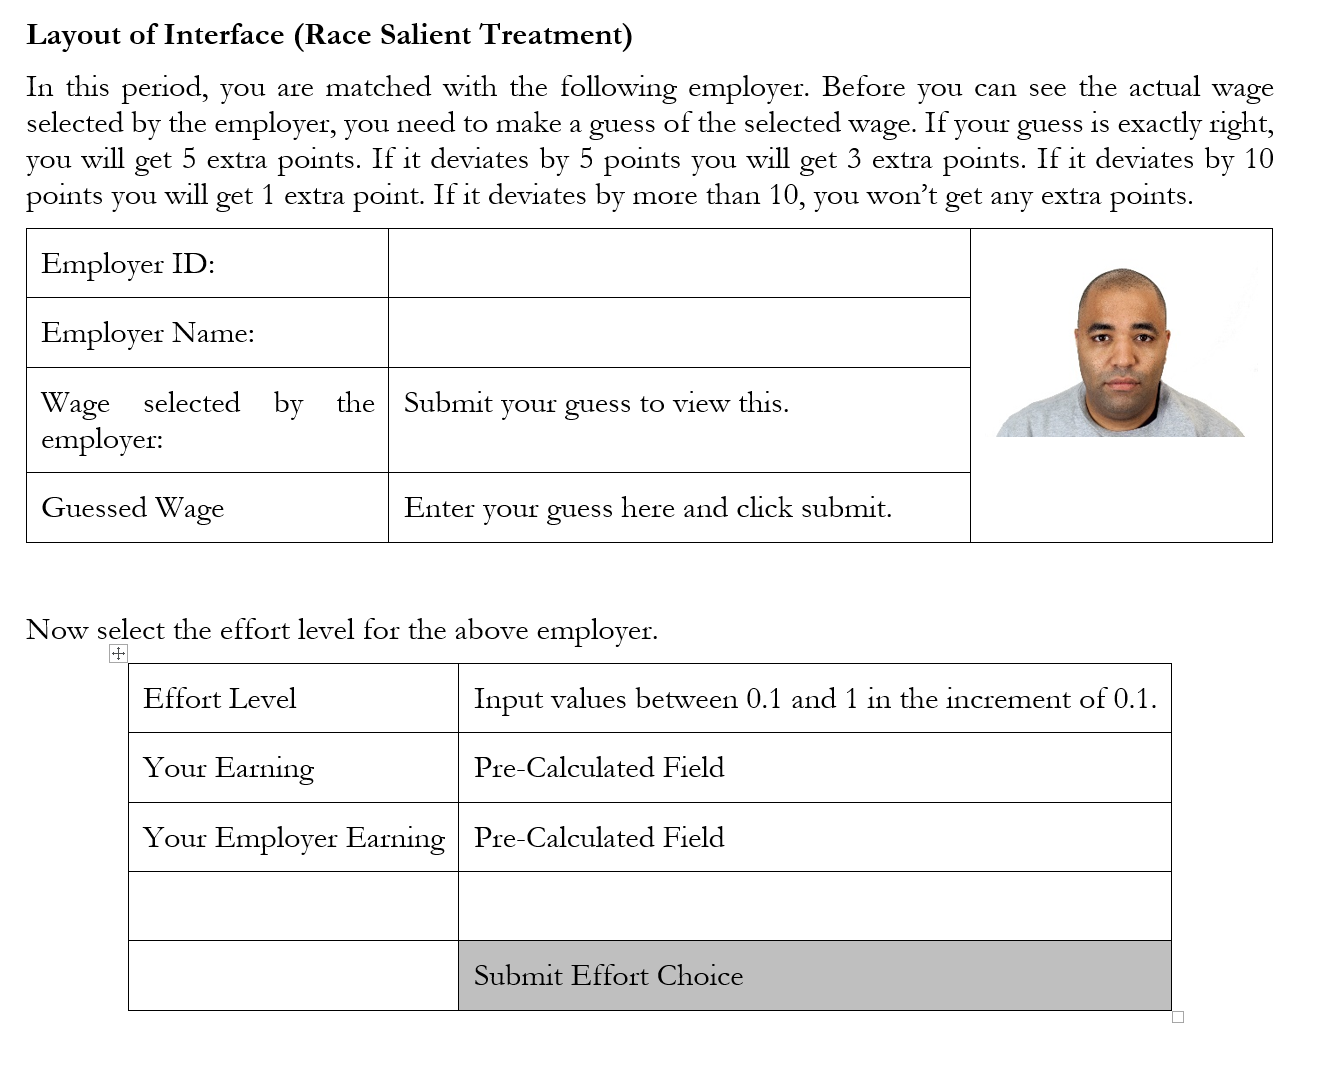 Layout of Interface (Race Salient Treatment)
In this period, you are matched with the following employer. Before you can see the actual wage
selected by the employer, you need to make a guess of the selected wage. If your guess is exactly right,
you will get 5 extra points. If it deviates by 5 points you will get 3 extra points. If it deviates by 10
points you will get 1 extra point. If it deviates by more than 10, you won’t get any extra points.
Employer ID:
Employer Name:
Wage selected by the
employer:
Submit your guess to view this.
Guessed Wage
Enter your guess here and click submit.
Now select the effort level for the above employer.
Effort Level
Input values between 0.1 and 1 in the increment of 0.1.
Your Earning
Pre-Calculated Field
Your Employer Earning
Pre-Calculated Field
Submit Effort Choice